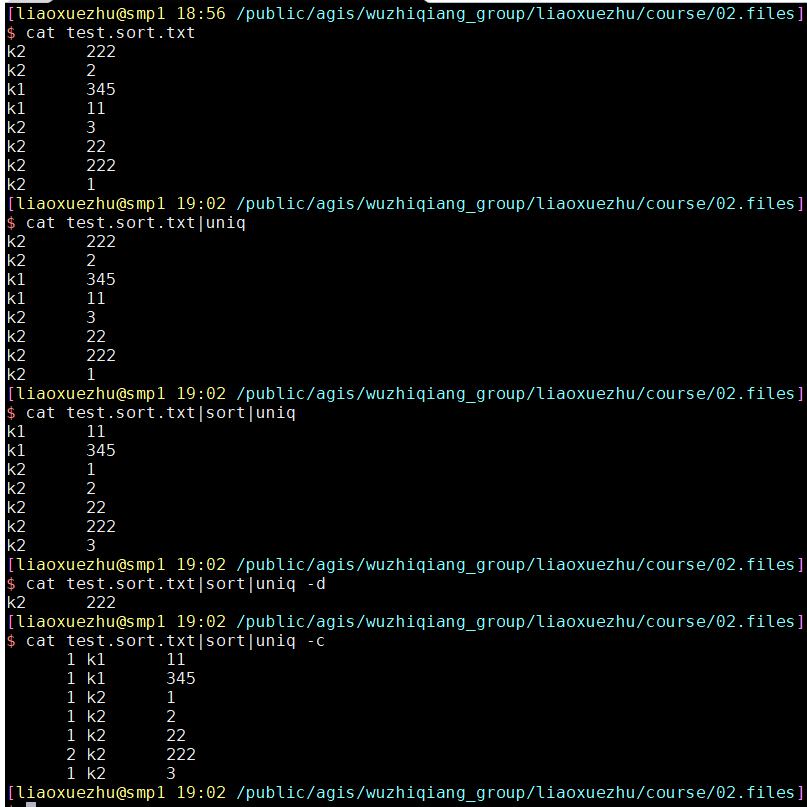 [liaoxuezhu@smp1 18:56 /public/agis/wuzhiqiang_group/liaoxuezhu/course/02.files]
$ cat test.sort.txt
k2      222
k2      2
k1      345
k1      11
k2      3
k2      22
k2      222
k2      1
[liaoxuezhu@smp1 19:02 /public/agis/wuzhiqiang_group/liaoxuezhu/course/02.files]
$ cat test.sort.txt|uniq
k2      222
k2      2
k1      345
k1      11
k2      3
k2      22
k2      222
k2      1
[liaoxuezhu@smp1 19:02 /public/agis/wuzhiqiang_group/liaoxuezhu/course/02.files]
$ cat test.sort.txt|sort|uniq
k1      11
k1      345
k2      1
k2      2
k2      22
k2      222
k2      3
[liaoxuezhu@smp1 19:02 /public/agis/wuzhiqiang_group/liaoxuezhu/course/02.files]
$ cat test.sort.txt|sort|uniq -d
k2      222
[liaoxuezhu@smp1 19:02 /public/agis/wuzhiqiang_group/liaoxuezhu/course/02.files]
$ cat test.sort.txt|sort|uniq -c
      1 k1      11
      1 k1      345
      1 k2      1
      1 k2      2
      1 k2      22
      2 k2      222
      1 k2      3
[liaoxuezhu@smp1 19:02 /public/agis/wuzhiqiang_group/liaoxuezhu/course/02.files]